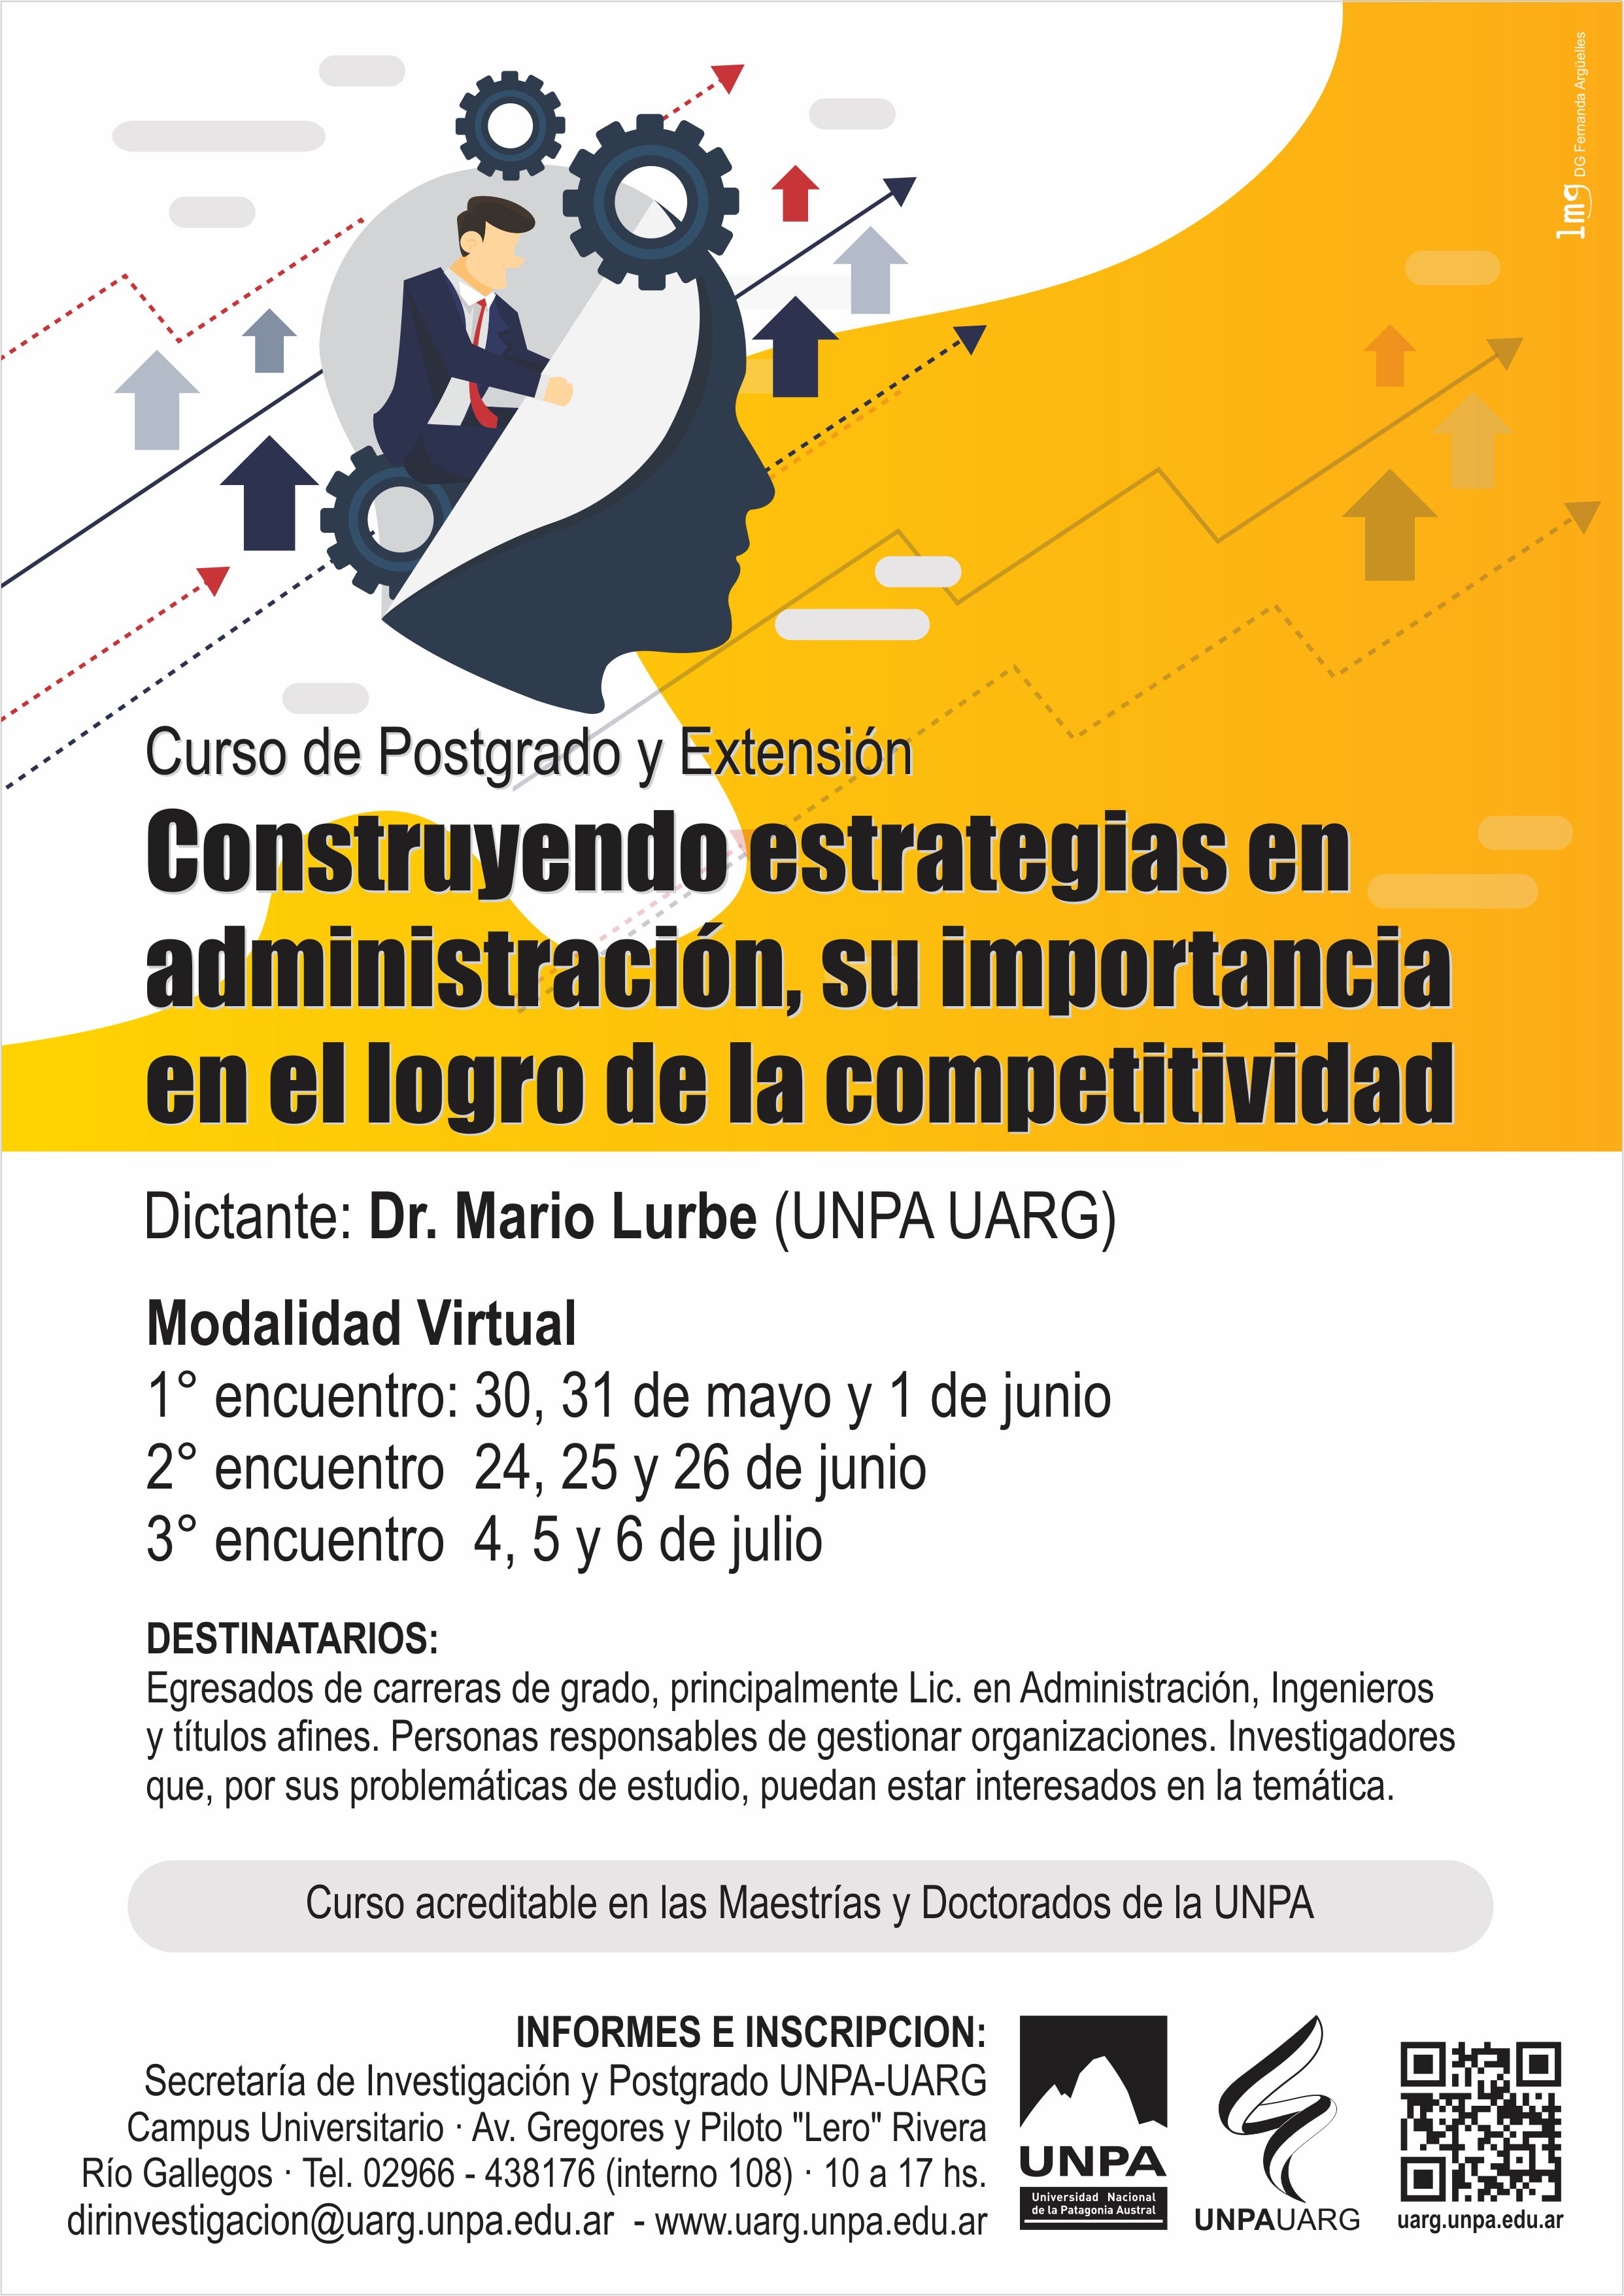 DG Fernanda Argüelles
img
Curso de Postgrado y Extensión
Construyendo estrategias en
administración, su importancia
en el logro de la competitividad
Dictante: Dr. Mario Lurbe (UNPA UARG)
Modalidad Virtual
1° encuentro: 30, 31 de mayo y 1 de junio
2° encuentro 24, 25 y 26 de junio
3° encuentro 4, 5 y 6 de julio
DESTINATARIOS:
Egresados de carreras de grado, principalmente Lic. en Administración, Ingenieros
y títulos afines. Personas responsables de gestionar organizaciones. Investigadores
que, por sus problemáticas de estudio, puedan estar interesados en la temática.
Curso acreditable en las Maestrías y Doctorados de la UNPA
INFORMES E INSCRIPCION:
Secretaría de Investigación y Postgrado UNPA-UARG
Campus Universitario · Av. Gregores y Piloto "Lero" Rivera
Río Gallegos · Tel. 02966 - 438176 (interno 108) · 10 a 17 hs.
dirinvestigacion@uarg.unpa.edu.ar - www.uarg.unpa.edu.ar
UNPA
Universidad Nacional
de la Patagonia Austral
UNPAUARG
uarg.unpa.edu.ar